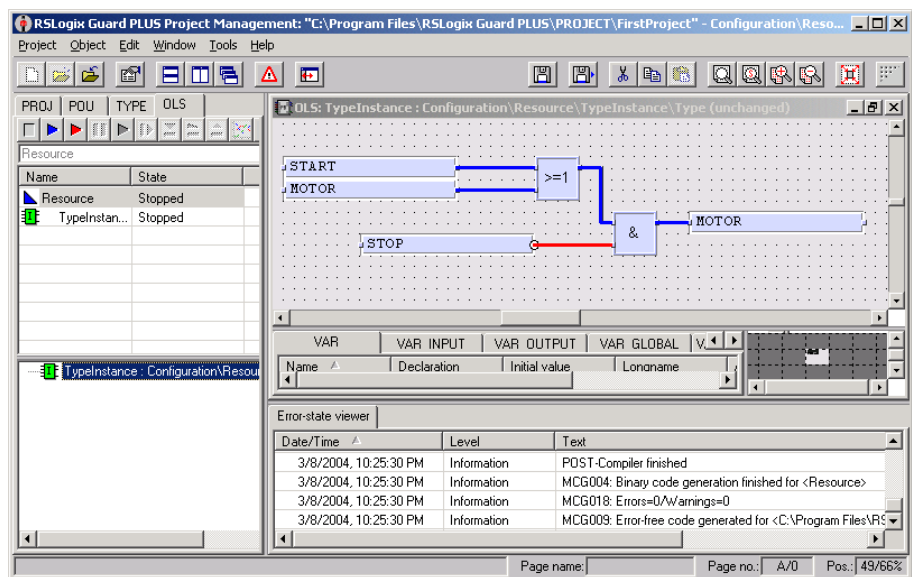 RSLogix Guard PLUS Project Management: "C:\Program Files\RSLogix Guard PLUS\PROJECT\FirstProject" - Configuration\Reso...
Project Object Edit Window Tools Help
PROJ POU TYPE OLS
Resource
Name State
Resource Stopped
TypeInstan... Stopped
TypeInstance : Configuration\Resou
OLS: TypeInstance : Configuration\Resource\TypeInstance\Type (unchanged)
START
MOTOR
>=1
STOP
&
MOTOR
VAR VAR INPUT VAR OUTPUT VAR GLOBAL V.
Name Declaration Initial value Longname
Error-state viewer
Date/Time Level Text
3/8/2004, 10:25:30 PM Information POST-Compiler finished
3/8/2004, 10:25:30 PM Information MCG004: Binary code generation finished for <Resource>
3/8/2004, 10:25:30 PM Information MCG018: Errors=0/Warnings=0
3/8/2004, 10:25:30 PM Information MCG009: Error-free code generated for <C:\Program Files\RS
Page name: Page no.: A/0 Pos.: 49/66%